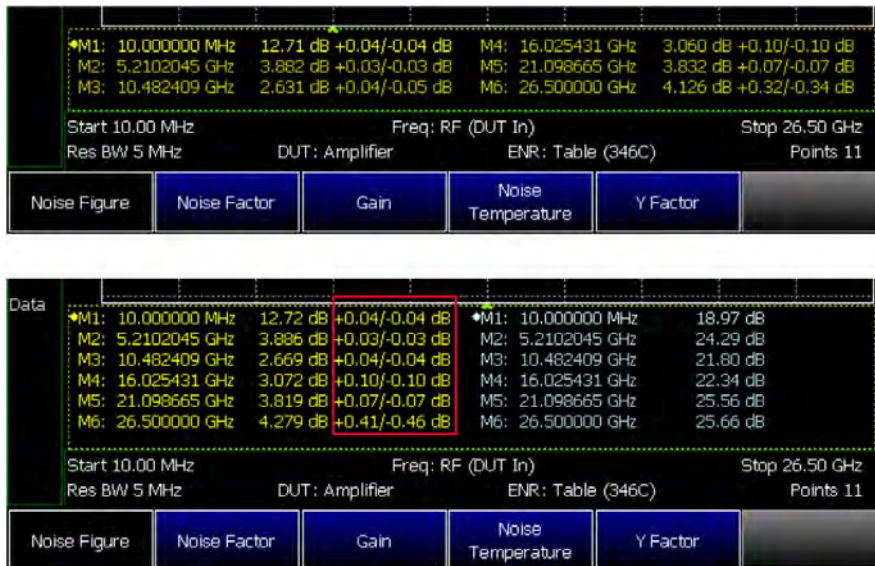 ◆M1: 10.000000 MHz 12.71 dB +0.04/-0.04 dB M4: 16.025431 GHz 3.060 dB +0.10/-0.10 dB
M2: 5.2102045 GHz 3.882 dB +0.03/-0.03 dB M5: 21.098665 GHz 3.832 dB +0.07/-0.07 dB
M3: 10.482409 GHz 2.631 dB +0.04/-0.05 dB M6: 26.500000 GHz 4.126 dB +0.32/-0.34 dB
Start 10.00 MHz Freq: RF (DUT In) Stop 26.50 GHz
Res BW 5 MHz DUT: Amplifier ENR: Table (346C) Points 11
Noise Figure Noise Factor Gain Noise Temperature Y Factor
Data
◆M1: 10.000000 MHz 12.72 dB +0.04/-0.04 dB ◆M1: 10.000000 MHz 18.97 dB
M2: 5.2102045 GHz 3.886 dB +0.03/-0.03 dB M2: 5.2102045 GHz 24.29 dB
M3: 10.482409 GHz 2.669 dB +0.04/-0.04 dB M3: 10.482409 GHz 21.80 dB
M4: 16.025431 GHz 3.072 dB +0.10/-0.10 dB M4: 16.025431 GHz 22.34 dB
M5: 21.098665 GHz 3.819 dB +0.07/-0.07 dB M5: 21.098665 GHz 25.56 dB
M6: 26.500000 GHz 4.279 dB +0.41/-0.46 dB M6: 26.500000 GHz 25.66 dB
Start 10.00 MHz Freq: RF (DUT In) Stop 26.50 GHz
Res BW 5 MHz DUT: Amplifier ENR: Table (346C) Points 11
Noise Figure Noise Factor Gain Noise Temperature Y Factor